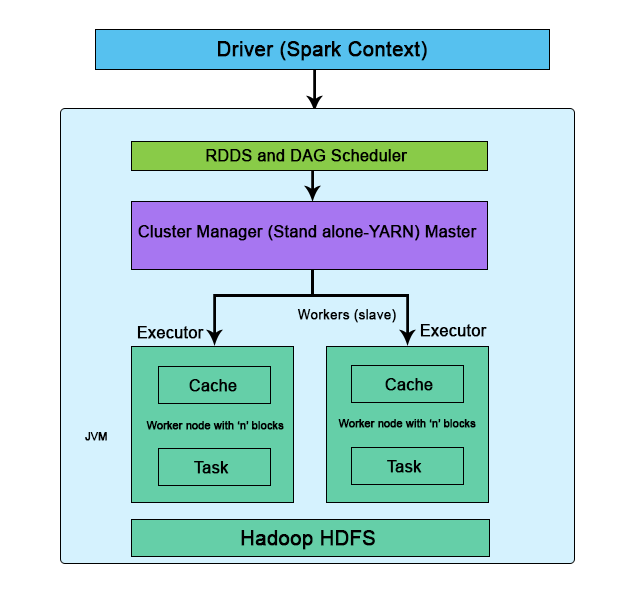 Driver (Spark Context)
RDDS and DAG Scheduler
Cluster Manager (Stand alone-YARN) Master
Workers (slave)
Executor
Executor
Cache
Cache
Worker node with 'n' blocks
Worker node with 'n' blocks
JVM
Task
Task
Hadoop HDFS